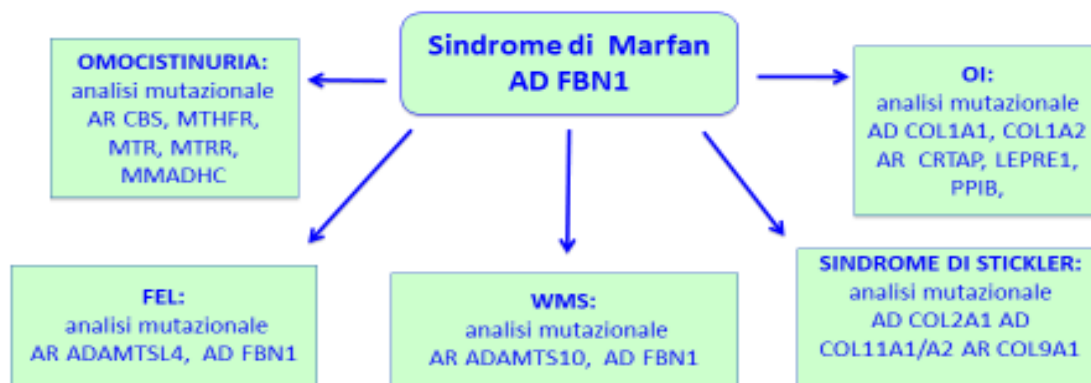 Sindrome di Marfan
AD FBN1
OMOCISTINURIA:
analisi mutazionale
AR CBS, MTHFR,
MTR, MTRR,
MMADHC
OI:
analisi mutazionale
AD COL1A1, COL1A2
AR CRTAP, LEPRE1,
PPIB,
FEL:
analisi mutazionale
AR ADAMTSL4, AD FBN1
WMS:
analisi mutazionale
AR ADAMTS10, AD FBN1
SINDROME DI STICKLER:
analisi mutazionale
AD COL2A1 AD
COL11A1/A2 AR COL9A1